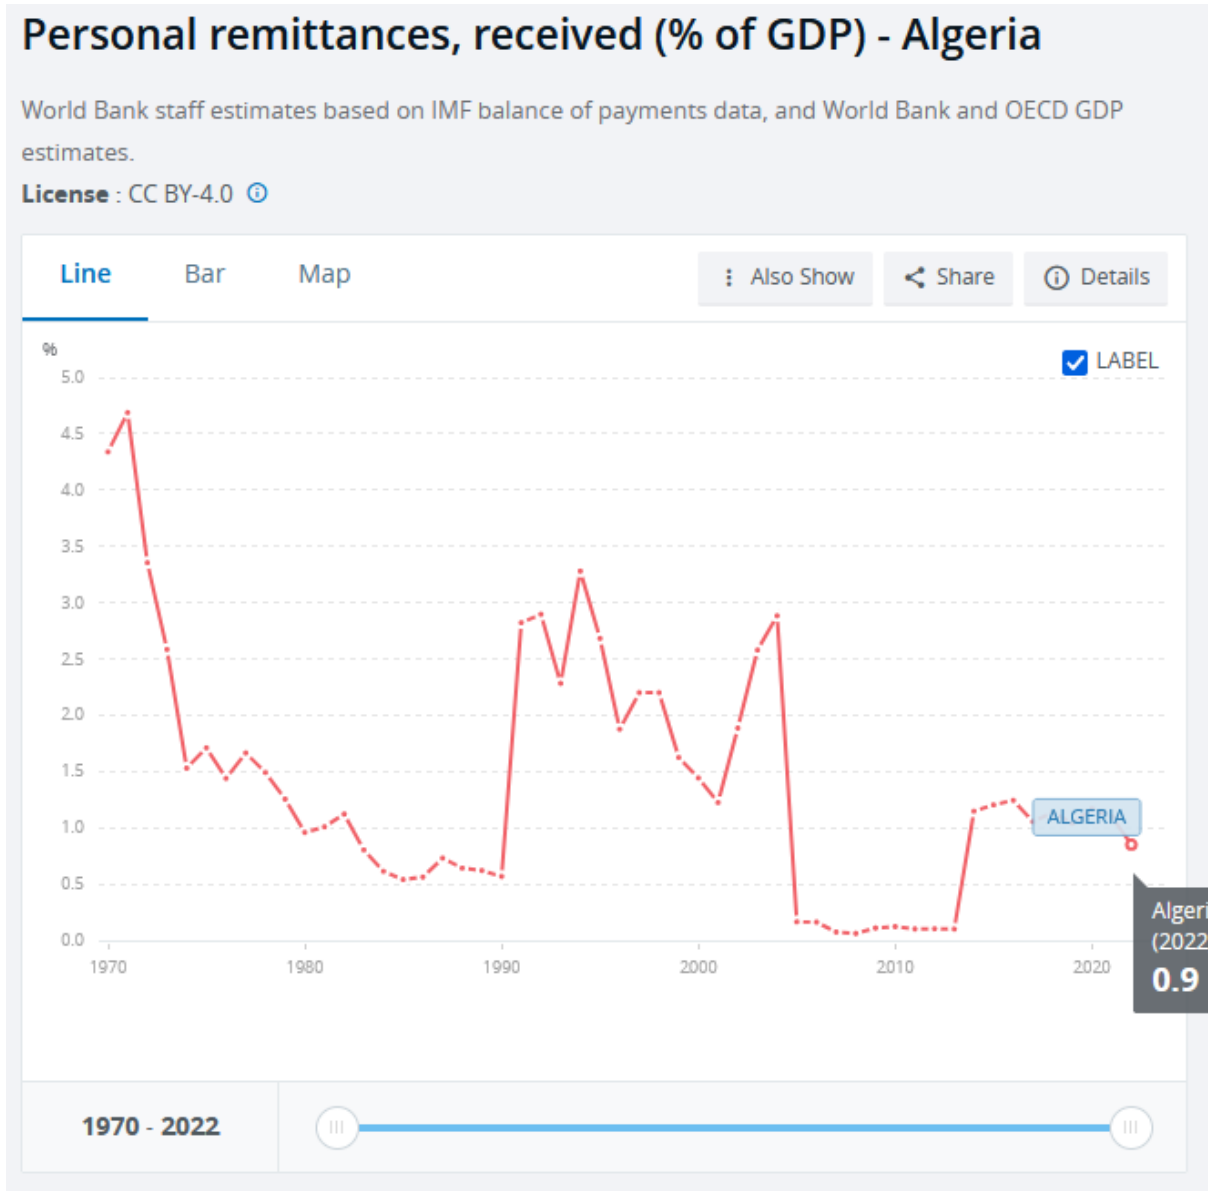 Personal remittances, received (% of GDP) - Algeria
World Bank staff estimates based on IMF balance of payments data, and World Bank and OECD GDP
estimates.
License : CC BY-4.0
Line Bar Map Also Show Share Details
%
LABEL
5.0
4.5
4.0
3.5
3.0
2.5
2.0
1.5
1.0
0.5
0.0
ALGERIA
Algeri
(2022
0.9
1970 1980 1990 2000 2010 2020
1970 - 2022